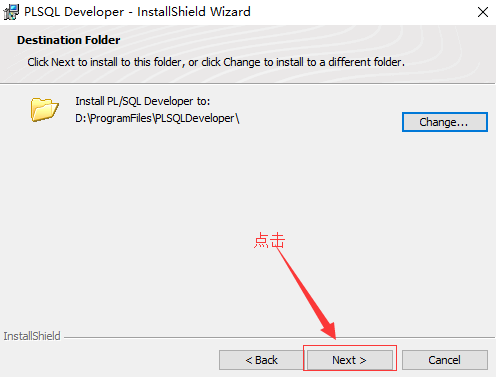 PLSQL Developer - InstallShield Wizard
Destination Folder
Click Next to install to this folder, or click Change to install to a different folder.
Install PL/SQL Developer to:
D:\ProgramFiles\PLSQLDeveloper\
Change...
点击
InstallShield
< Back
Next >
Cancel